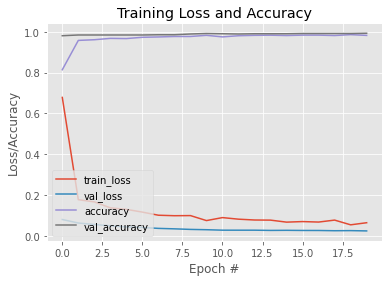 Training Loss and Accuracy
Loss/Accuracy
1.0
0.8
0.6
0.4
0.2
0.0
train_loss
val_loss
accuracy
val_accuracy
0.0 2.5 5.0 7.5 10.0 12.5 15.0 17.5
Epoch #